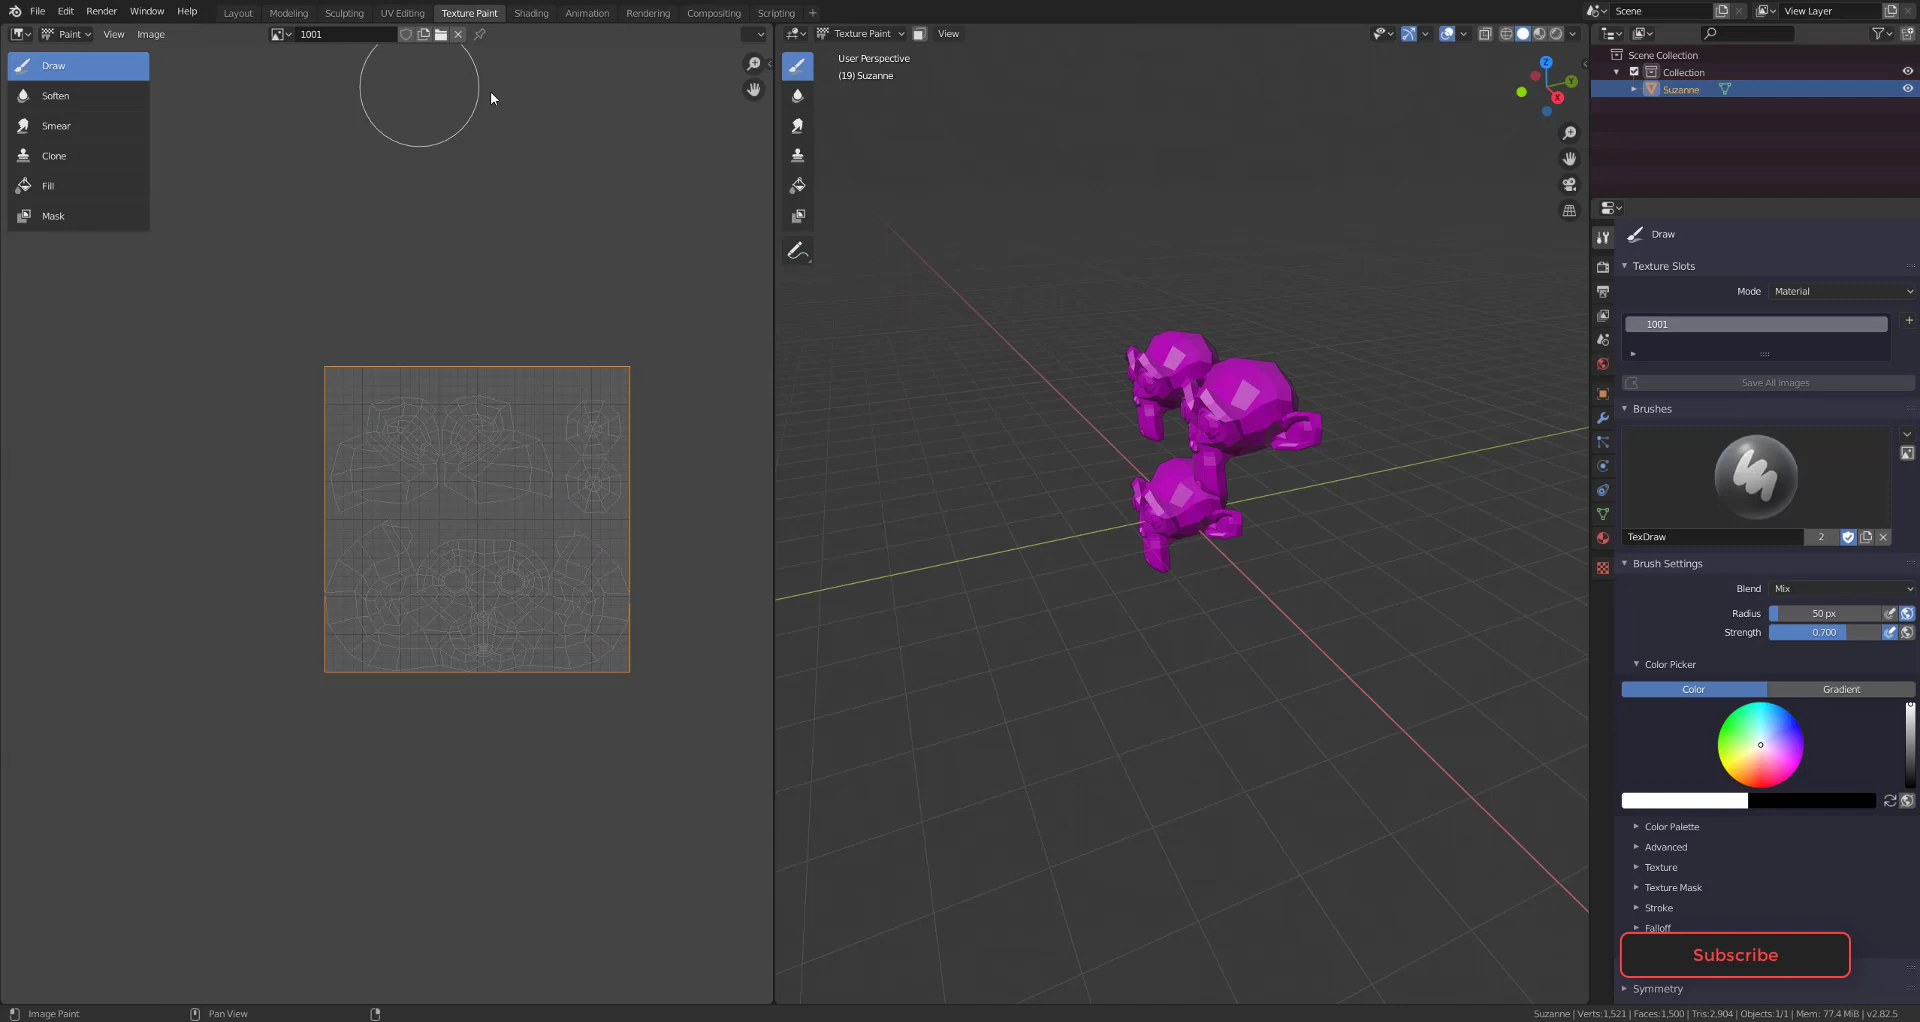 File Edit Render Window Help
Layout Modeling Sculpting UV Editing Texture Paint Shading Animation Rendering Compositing Scripting +
Scene
View Layer
Paint View Image
1001
Texture Paint View
Draw
Soften
Smear
Clone
Fill
Mask
User Perspective
(19) Suzanne
Z
Y
X
Scene Collection
Collection
Suzanne
Draw
Texture Slots
Mode Material
1001
Save All Images
Brushes
TexDraw 2
Brush Settings
Blend Mix
Radius 50 px
Strength 0.700
Color Picker
Color Gradient
Color Palette
Advanced
Texture
Texture Mask
Stroke
Falloff
Subscribe
Symmetry
Image Paint
Pan View
Suzanne | Verts:1,521 | Faces:1,500 | Tris:2,904 | Objects:1/1 | Mem: 77.4 MiB | v2.82.5